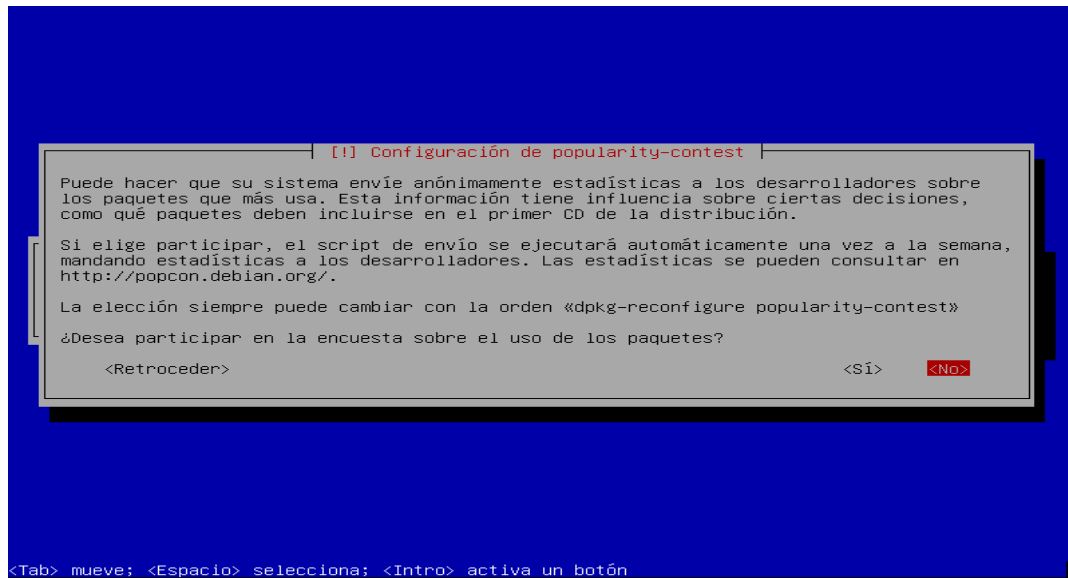 [!] Configuración de popularity-contest
Puede hacer que su sistema envíe anónimamente estadísticas a los desarrolladores sobre
los paquetes que más usa. Esta información tiene influencia sobre ciertas decisiones,
como qué paquetes deben incluirse en el primer CD de la distribución.
Si elige participar, el script de envío se ejecutará automáticamente una vez a la semana,
mandando estadísticas a los desarrolladores. Las estadísticas se pueden consultar en
http://popcon.debian.org/.
La elección siempre puede cambiar con la orden «dpkg-reconfigure popularity-contest»
¿Desea participar en la encuesta sobre el uso de los paquetes?
<Retroceder> <Sí> <No>
<Tab> mueve; <Espacio> selecciona; <Intro> activa un botón